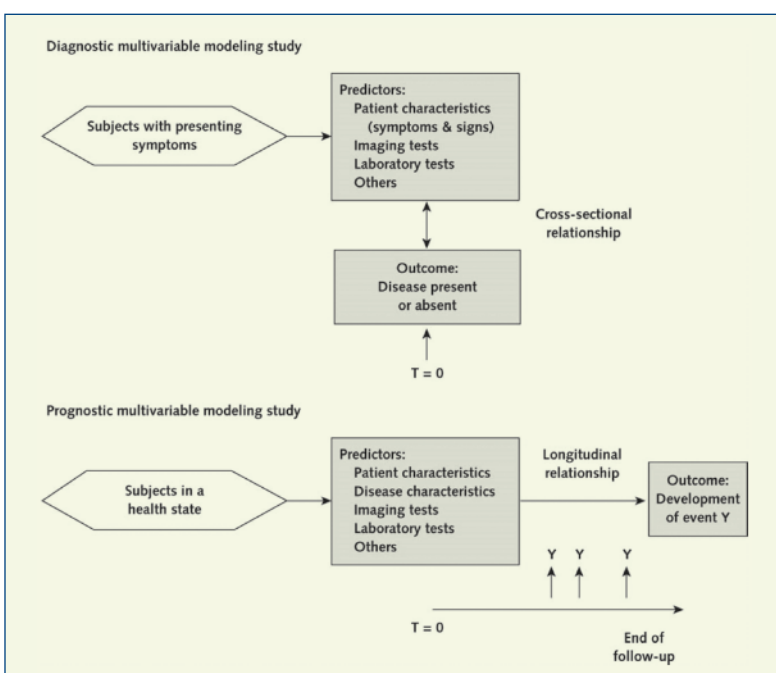 Diagnostic multivariable modeling study
Subjects with presenting
symptoms
Predictors:
Patient characteristics
(symptoms & signs)
Imaging tests
Laboratory tests
Others
Cross-sectional
relationship
Outcome:
Disease present
or absent
T = 0
Prognostic multivariable modeling study
Subjects in a
health state
Predictors:
Patient characteristics
Disease characteristics
Imaging tests
Laboratory tests
Others
Longitudinal
relationship
Outcome:
Development
of event Y
Y Y Y
T = 0
End of
follow-up